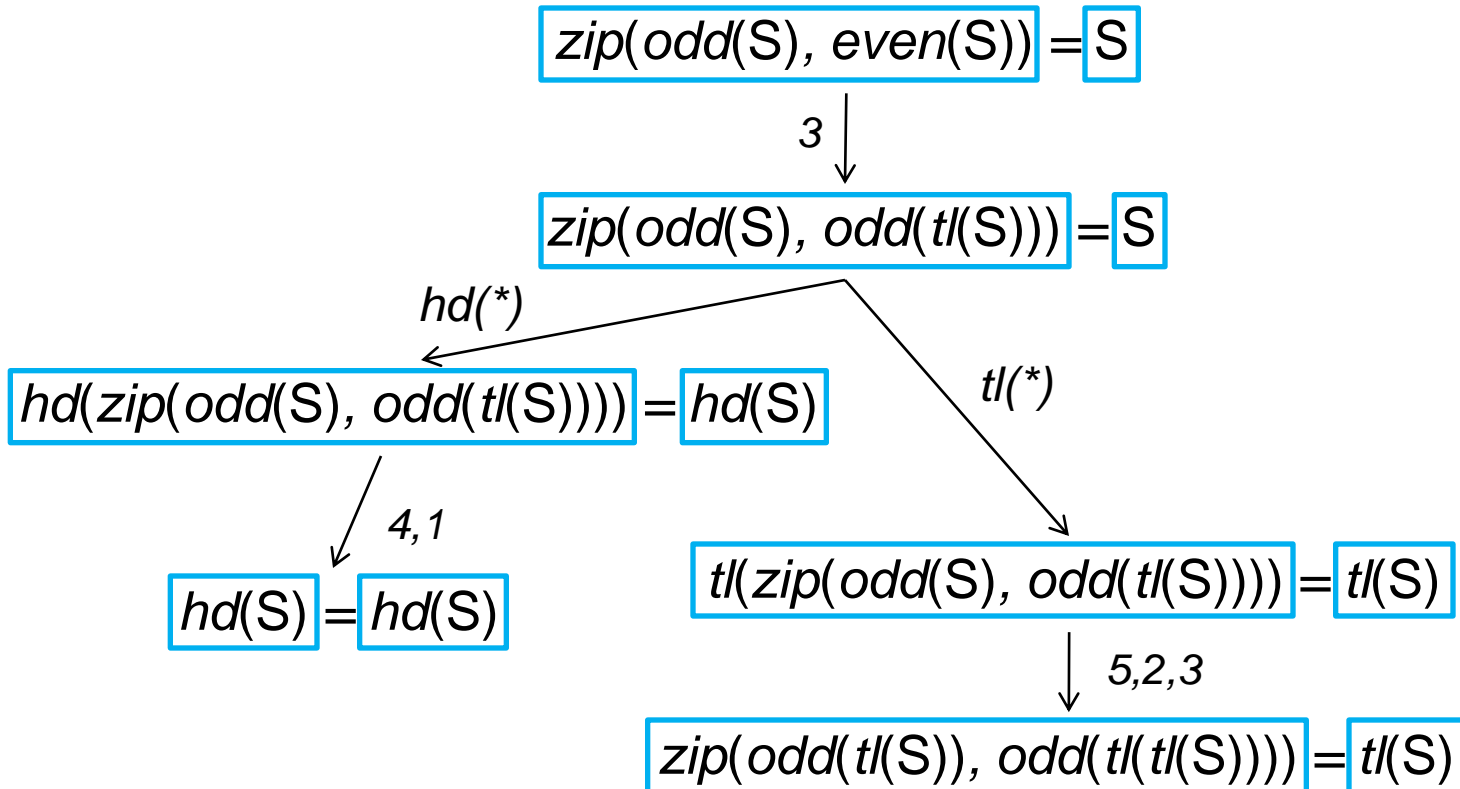 zip(odd(S), even(S)) = S
3
zip(odd(S), odd(tl(S))) = S
hd(*)
tl(*)
hd(zip(odd(S), odd(tl(S)))) = hd(S)
4,1
hd(S) = hd(S)
tl(zip(odd(S), odd(tl(S)))) = tl(S)
5,2,3
zip(odd(tl(S)), odd(tl(tl(S)))) = tl(S)